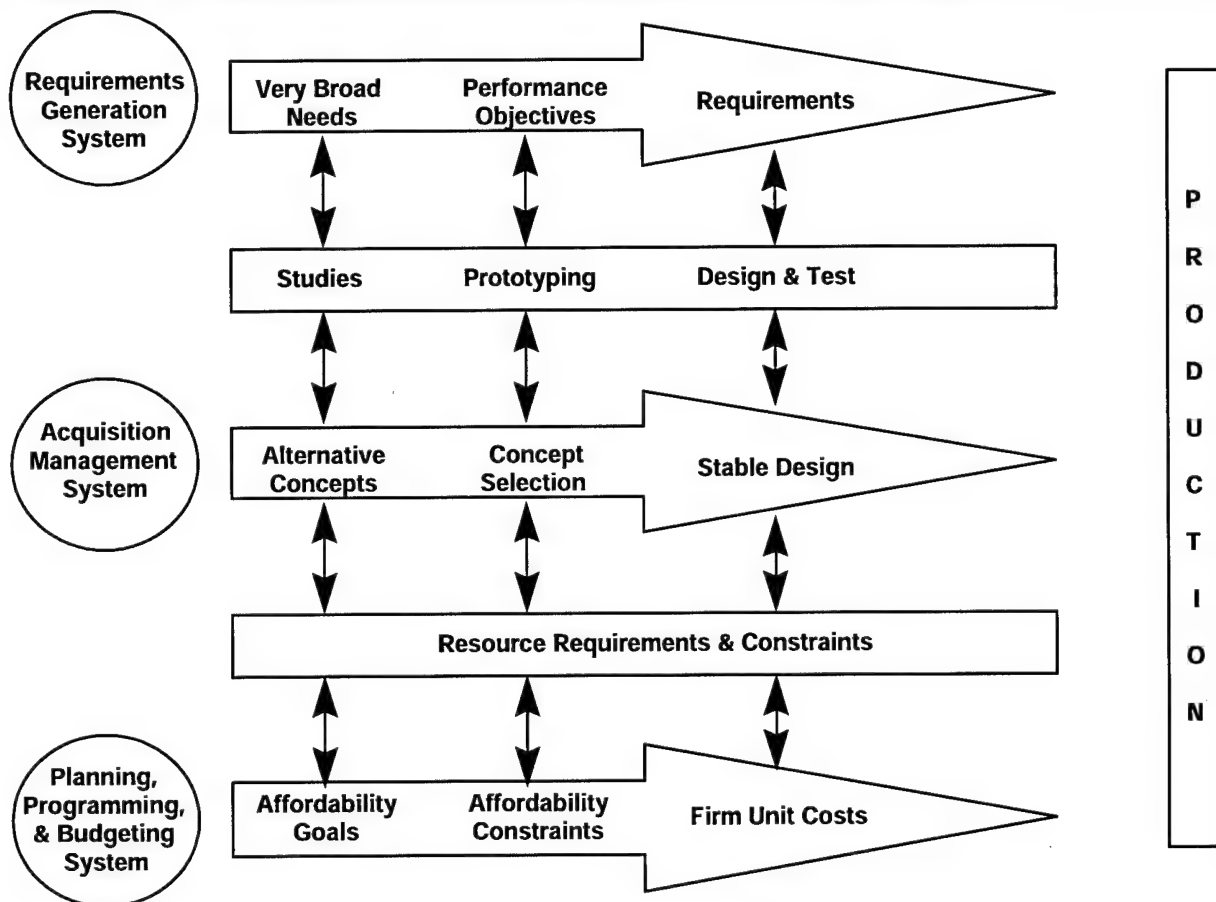 Requirements
Generation
System
Very Broad
Needs
Performance
Objectives
Requirements
Studies
Prototyping
Design & Test
Acquisition
Management
System
Alternative
Concepts
Concept
Selection
Stable Design
Resource Requirements & Constraints
Planning,
Programming,
& Budgeting
System
Affordability
Goals
Affordability
Constraints
Firm Unit Costs
PRODUCTION